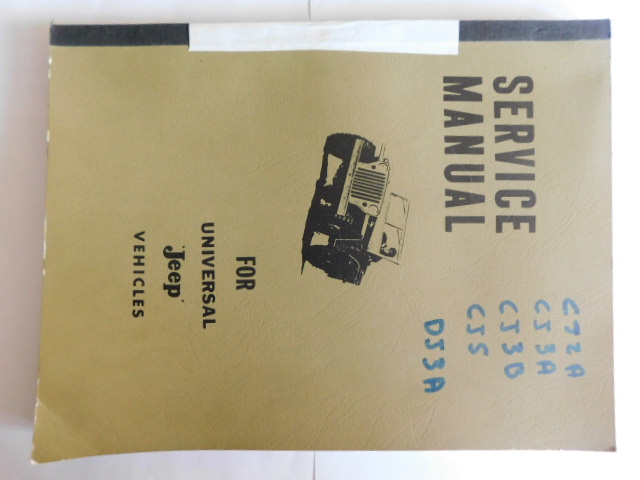 SERVICE
MANUAL
CJ2A
CJ3A
CJ3B
CJ5
DJ3A
FOR
UNIVERSAL
'Jeep'
VEHICLES